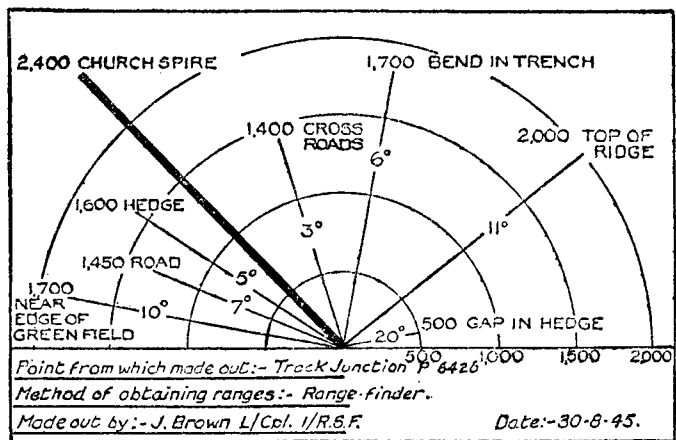 2,400 CHURCH SPIRE
1,700 BEND IN TRENCH
1,400 CROSS
ROADS
2,000 TOP OF
RIDGE
6°
1,600 HEDGE
3°
11°
1,450 ROAD
5°
7°
1,700
NEAR
EDGE OF
GREEN FIELD
10°
20°
500 GAP IN HEDGE
500 1,000 1,500 2,000
Point from which made out:- Track Junction P 6426
Method of obtaining ranges:- Range-finder.
Made out by:- J. Brown L/Cpl. 1/R.S.F. Date:-30-8-45.